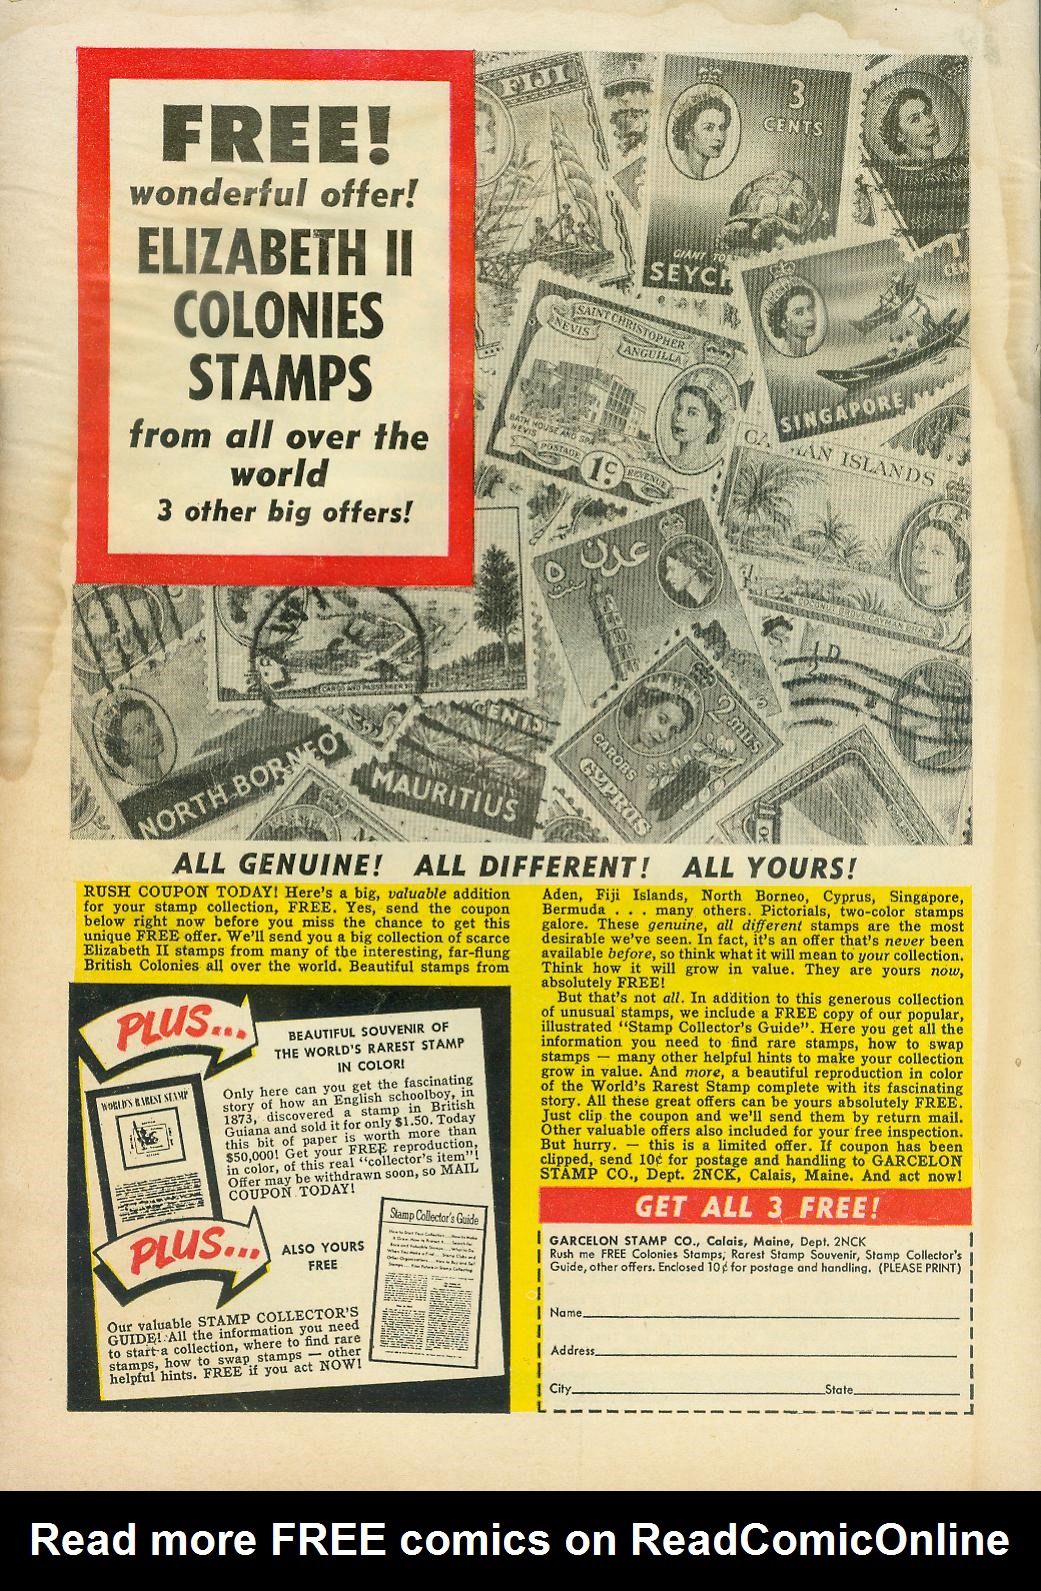 FREE!
wonderful offer!
ELIZABETH II
COLONIES
STAMPS
from all over the
world
3 other big offers!
FIJI
3
CENTS
GIANT TO
SEYCH
CEN
SAINT CHRISTOPHER
NEVIS
ANGUILLA
BATH HOUSE AND SPA
NEVIS
POSTAGE
1c
REVENUE
SINGAPORE
MAN ISLANDS
عدن
CARGO AND PASSENGER
NORTH BORNEO
CENTS
MAURITIUS
2 MILS
CAROBS
CYPRUS
1D
ALL GENUINE! ALL DIFFERENT! ALL YOURS!
RUSH COUPON TODAY! Here's a big, valuable addition
for your stamp collection, FREE. Yes, send the coupon
below right now before you miss the chance to get this
unique FREE offer. We'll send you a big collection of scarce
Elizabeth II stamps from many of the interesting, far-flung
British Colonies all over the world. Beautiful stamps from
Aden, Fiji Islands, North Borneo, Cyprus, Singapore,
Bermuda . . . many others. Pictorials, two-color stamps
galore. These genuine, all different stamps are the most
desirable we've seen. In fact, it's an offer that's never been
available before, so think what it will mean to your collection.
Think how it will grow in value. They are yours now,
absolutely FREE!
But that's not all. In addition to this generous collection
of unusual stamps, we include a FREE copy of our popular,
illustrated "Stamp Collector's Guide". Here you get all the
information you need to find rare stamps, how to swap
stamps — many other helpful hints to make your collection
grow in value. And more, a beautiful reproduction in color
of the World's Rarest Stamp complete with its fascinating
story. All these great offers can be yours absolutely FREE.
Just clip the coupon and we'll send them by return mail.
Other valuable offers also included for your free inspection.
But hurry. — this is a limited offer. If coupon has been
clipped, send 10¢ for postage and handling to GARCELON
STAMP CO., Dept. 2NCK, Calais, Maine. And act now!
PLUS...
BEAUTIFUL SOUVENIR OF
THE WORLD'S RAREST STAMP
IN COLOR!
WORLD'S RAREST STAMP
Only here can you get the fascinating
story of how an English schoolboy, in
1873, discovered a stamp in British
Guiana and sold it for only $1.50. Today
this bit of paper is worth more than
$50,000! Get your FREE reproduction,
in color, of this real "collector's item"!
Offer may be withdrawn soon, so MAIL
COUPON TODAY!
PLUS...
ALSO YOURS
FREE
Stamp Collector's Guide
Our valuable STAMP COLLECTOR'S
GUIDE! All the information you need
to start a collection, where to find rare
stamps, how to swap stamps — other
helpful hints. FREE if you act NOW!
GET ALL 3 FREE!
GARCELON STAMP CO., Calais, Maine, Dept. 2NCK
Rush me FREE Colonies Stamps, Rarest Stamp Souvenir, Stamp Collector's
Guide, other offers. Enclosed 10¢ for postage and handling. (PLEASE PRINT)
Name
Address
City State
Read more FREE comics on ReadComicOnline